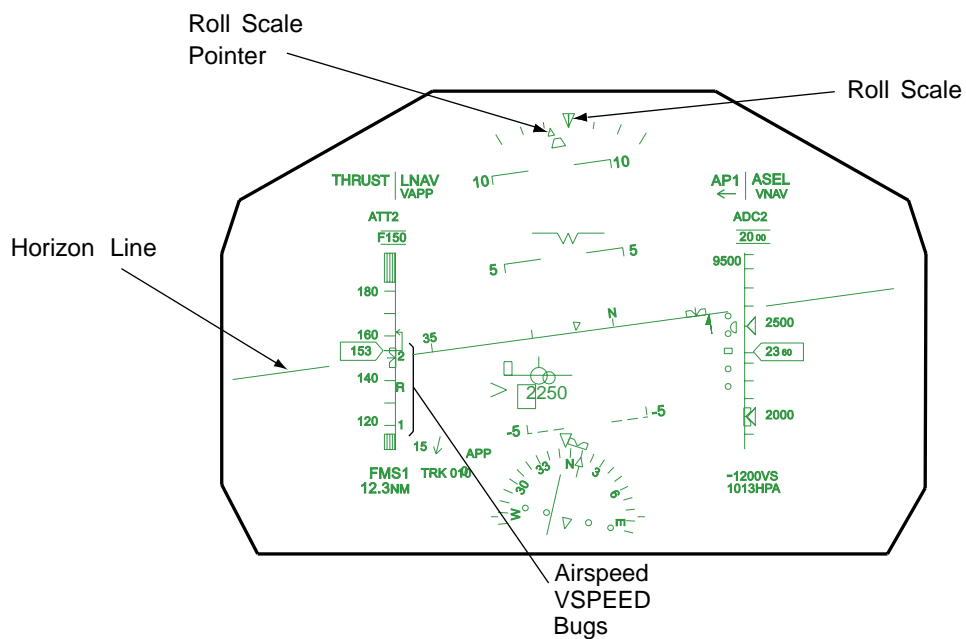 Roll Scale
Pointer
Roll Scale
10
10
THRUST LNAV
VAPP
AP1 ASEL
← VNAV
ATT2
ADC2
F150
20 00
Horizon Line
5
5
9500
180
N
2500
160
35
153
2
23 60
140
R
2250
120
1
-5
-5
2000
15
APP
FMS1
TRK 010
12.3NM
-1200VS
1013HPA
33
N
3
30
6
W
E
Airspeed
VSPEED
Bugs